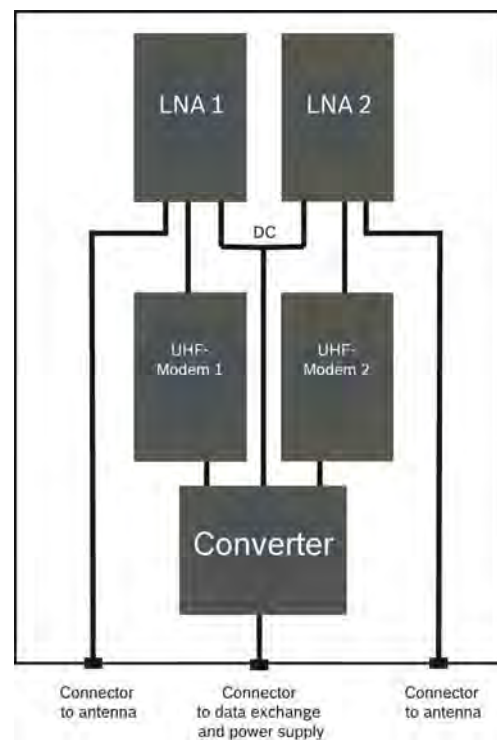 LNA 1
LNA 2
DC
UHF-
Modem 1
UHF-
Modem 2
Converter
Connector
to antenna
Connector
to data exchange
and power supply
Connector
to antenna